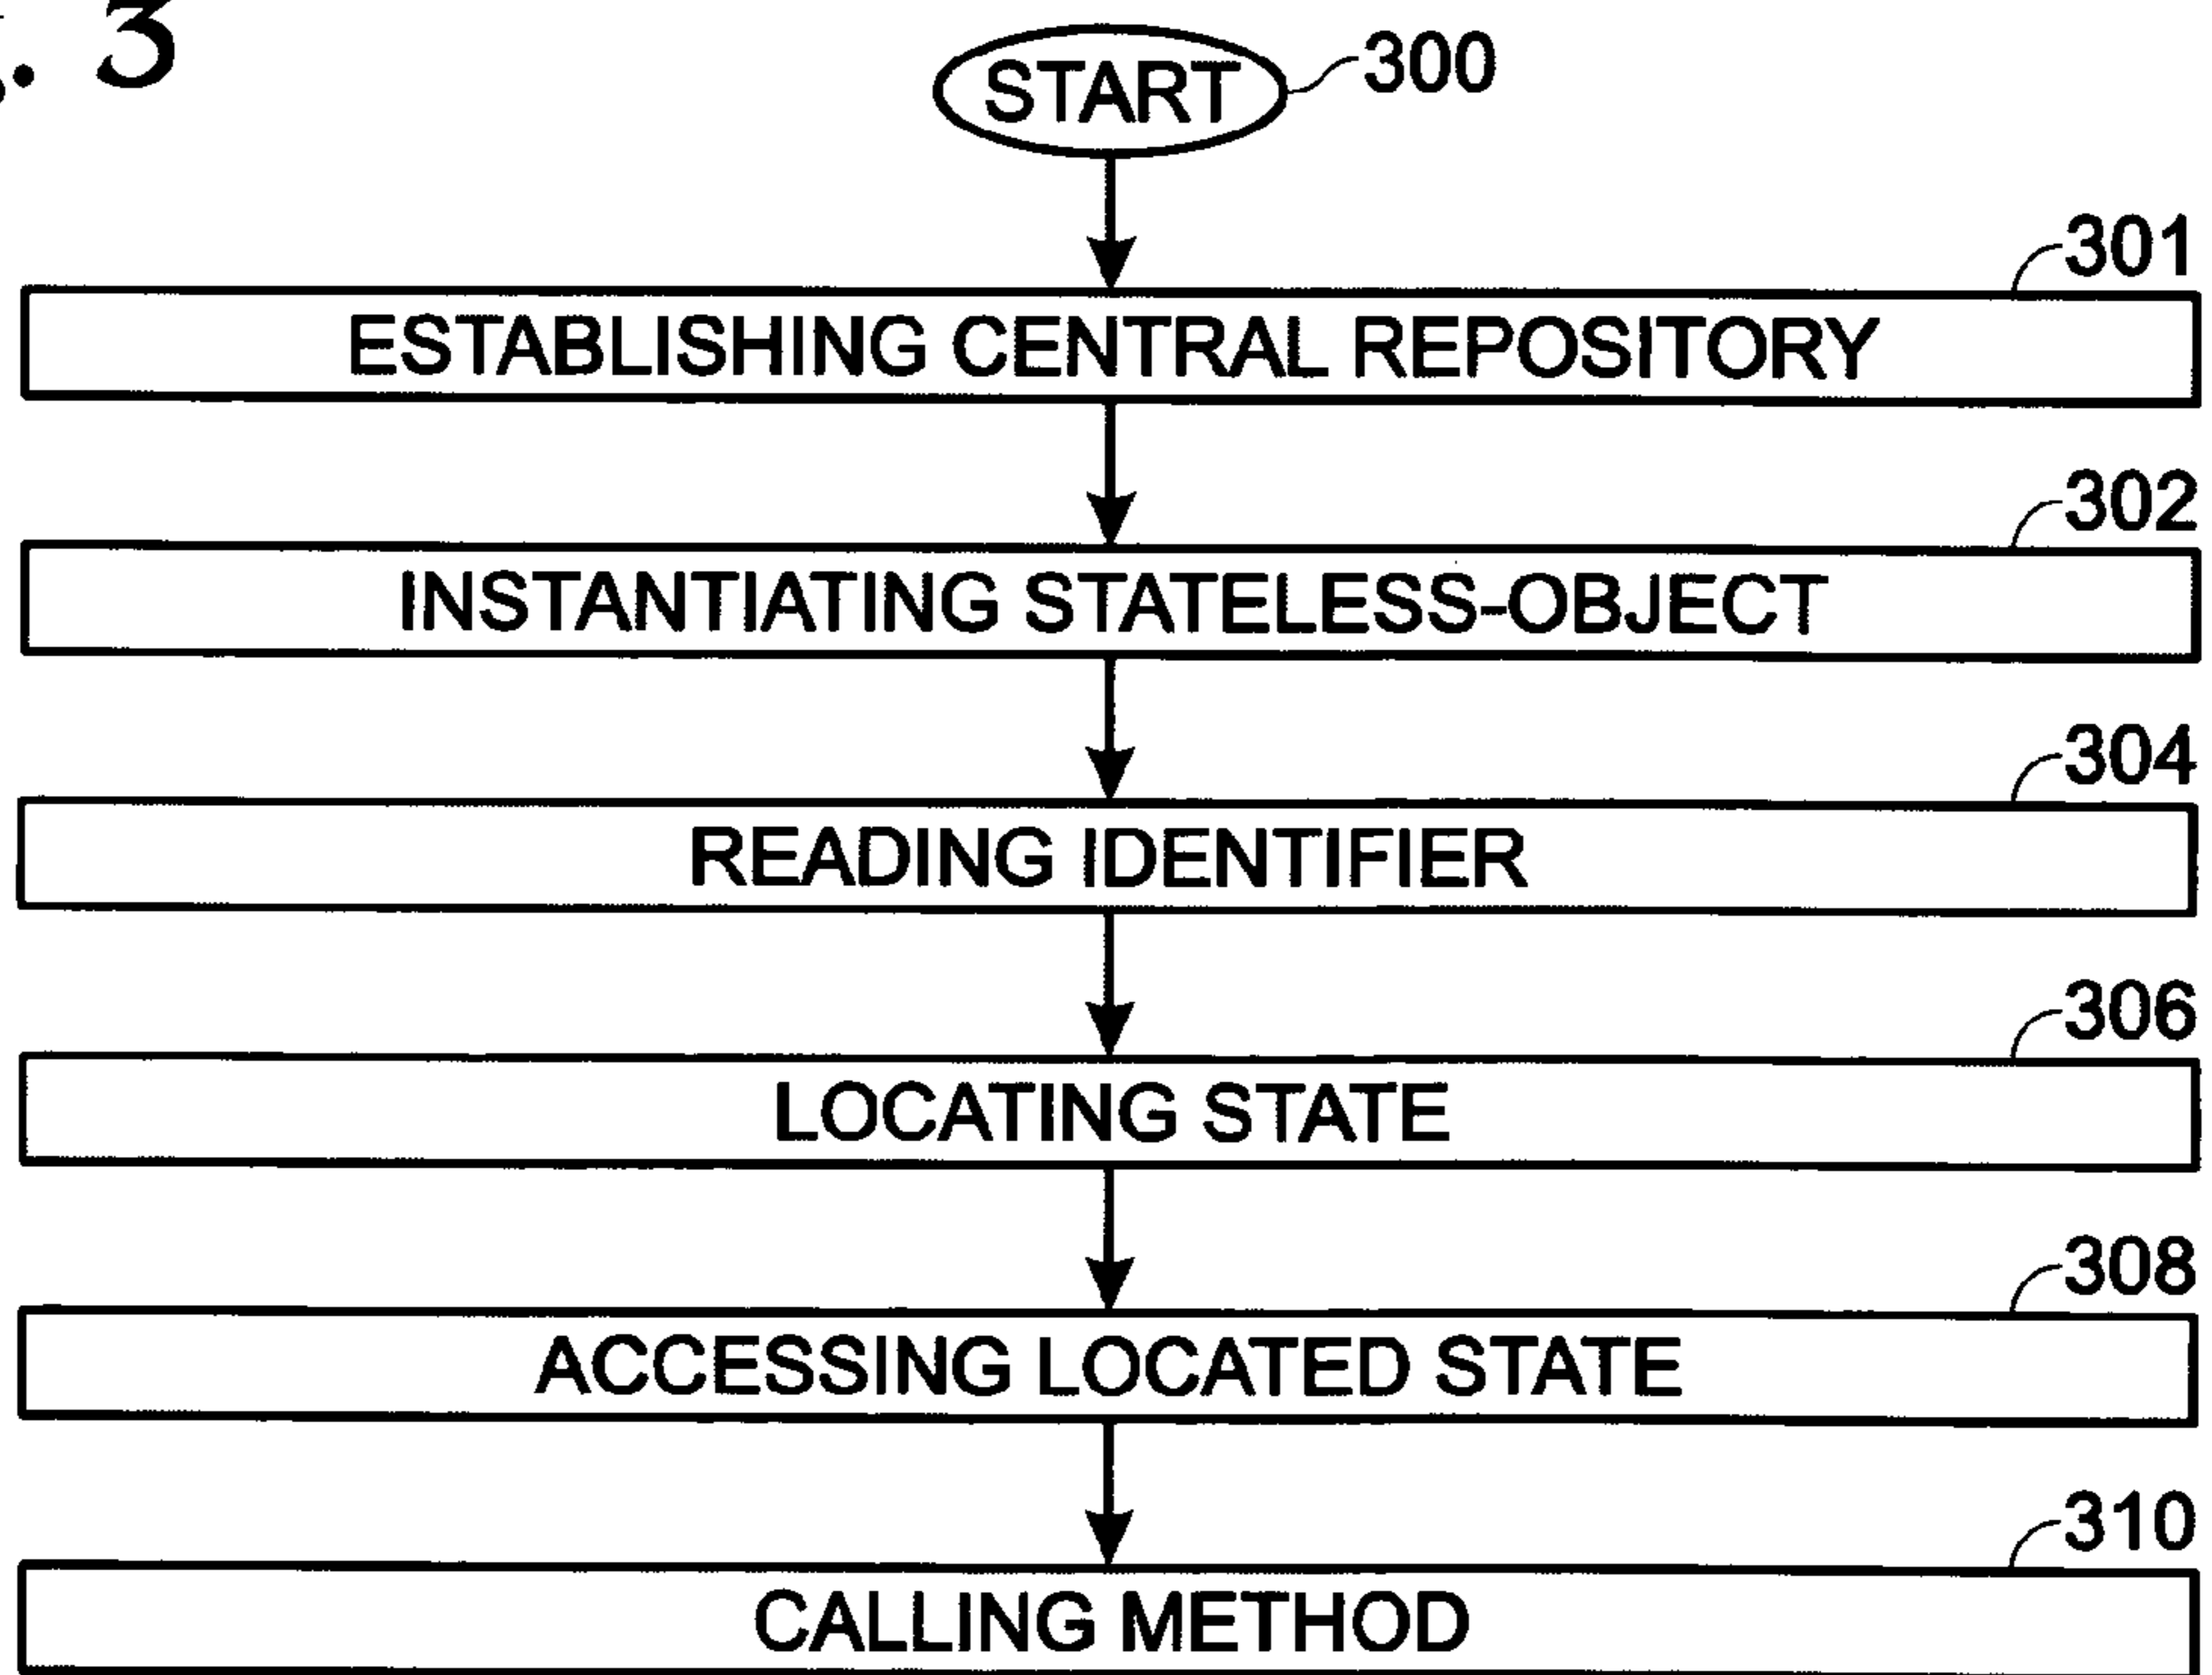 . 3
START
300
301
ESTABLISHING CENTRAL REPOSITORY
302
INSTANTIATING STATELESS-OBJECT
304
READING IDENTIFIER
306
LOCATING STATE
308
ACCESSING LOCATED STATE
310
CALLING METHOD